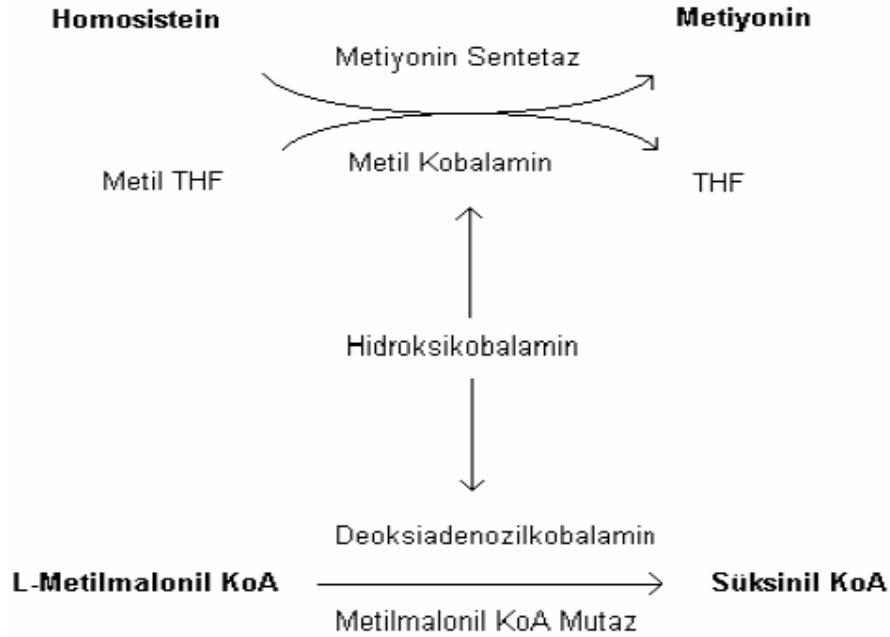 Homosistein
Metiyonin
Metiyonin Sentetaz
Metil THF
Metil Kobalamin
THF
Hidroksikobalamin
Deoksiadenozilkobalamin
L-Metilmalonil KoA
Süksinil KoA
Metilmalonil KoA Mutaz